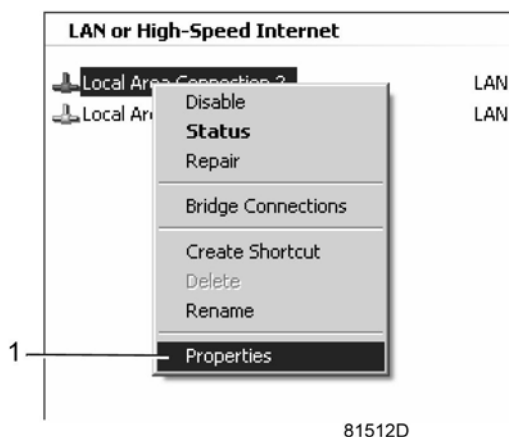 LAN or High-Speed Internet
Local Area Connection 2 LAN
Disable
Local LAN
Status
Repair
Bridge Connections
Create Shortcut
Delete
Rename
1 Properties
81512D